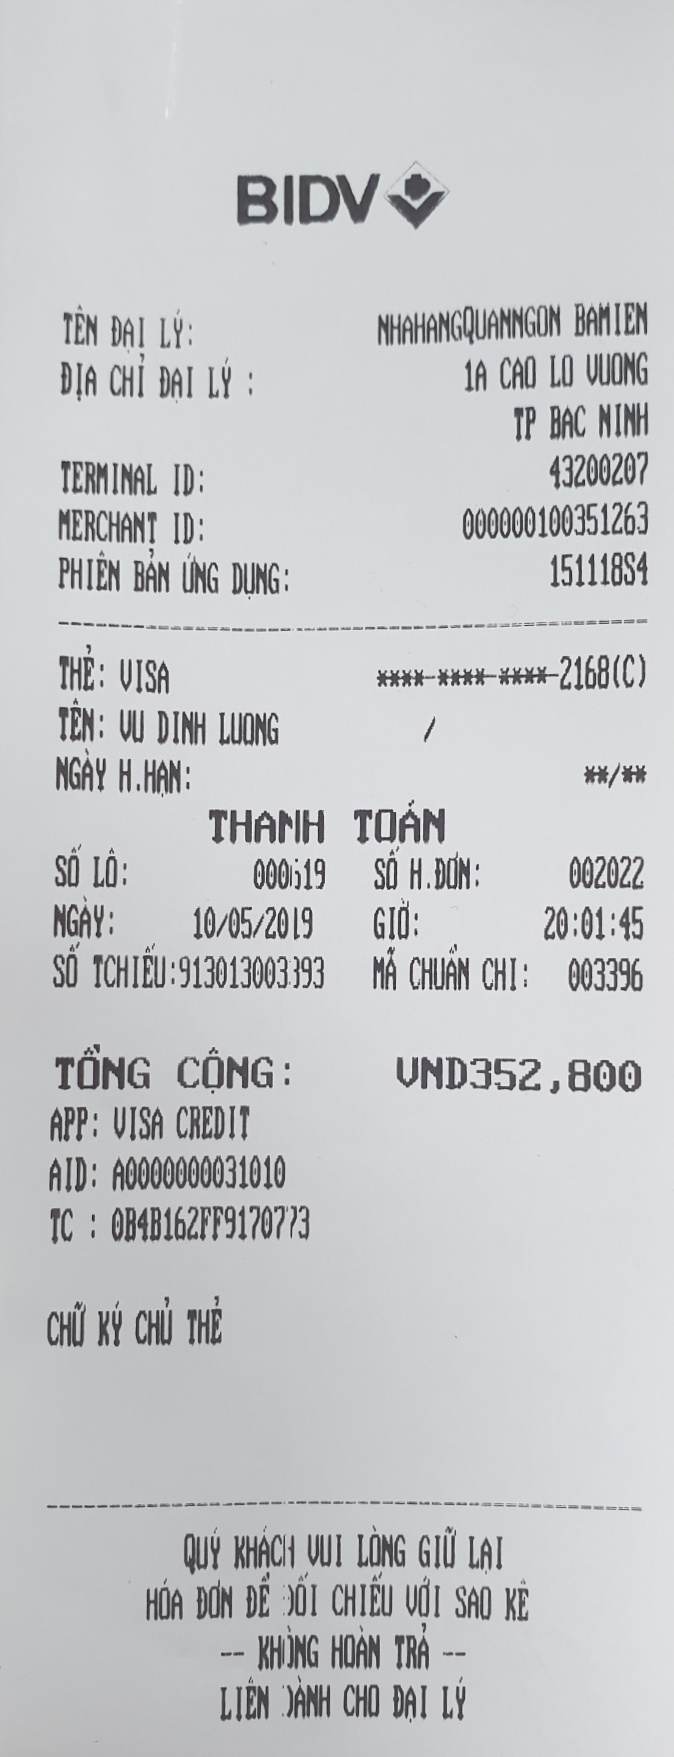 BIDV
TÊN ĐẠI LÝ: NHAHANGQUANNGON BAMIEN
ĐỊA CHỈ ĐẠI LÝ : 1A CAO LO VUONG
TP BAC NINH
TERMINAL ID: 43200207
MERCHANT ID: 000000100351263
PHIÊN BẢN ỨNG DỤNG: 151118S4
THẺ: VISA ****-****-****-2168(C)
TÊN: VU DINH LUONG /
NGÀY H.HẠN: **/**
THANH TOÁN
SỐ LÔ: 000619 SỐ H.ĐƠN: 002022
NGÀY: 10/05/2019 GIỜ: 20:01:45
SỐ TCHIẾU:913013003393 MÃ CHUẨN CHI: 003396
TỔNG CỘNG: VND352,800
APP: VISA CREDIT
AID: A0000000031010
TC : 0B4B162FF9170773
CHỮ KÝ CHỦ THẺ
QUÝ KHÁCH VUI LÒNG GIỮ LẠI
HÓA ĐƠN ĐỂ ĐỐI CHIẾU VỚI SAO KÊ
-- KHÔNG HOÀN TRẢ --
LIÊN DÀNH CHO ĐẠI LÝ